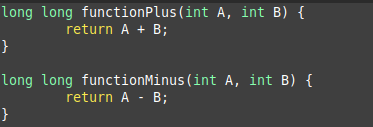 long long functionPlus(int A, int B) {
        return A + B;
}

long long functionMinus(int A, int B) {
        return A - B;
}